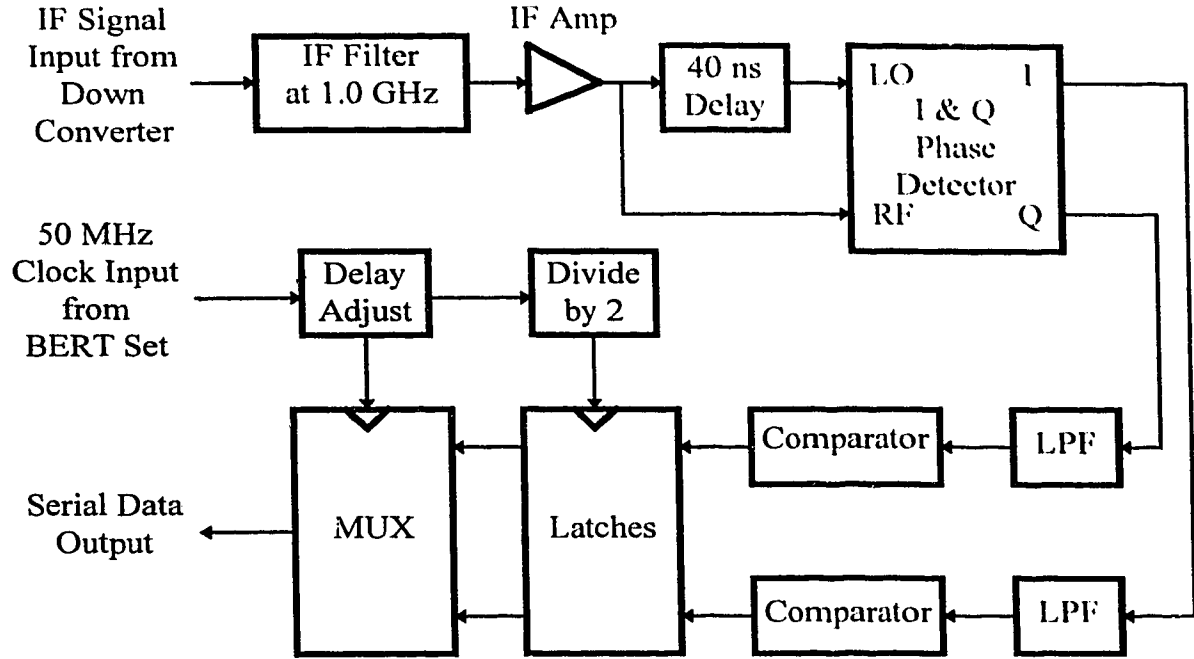 IF Signal
Input from
Down
Converter
IF Filter
at 1.0 GHz
IF Amp
40 ns
Delay
LO
I
I & Q
Phase
Detector
RF
Q
50 MHz
Clock Input
from
BERT Set
Delay
Adjust
Divide
by 2
Serial Data
Output
MUX
Latches
Comparator
LPF
Comparator
LPF